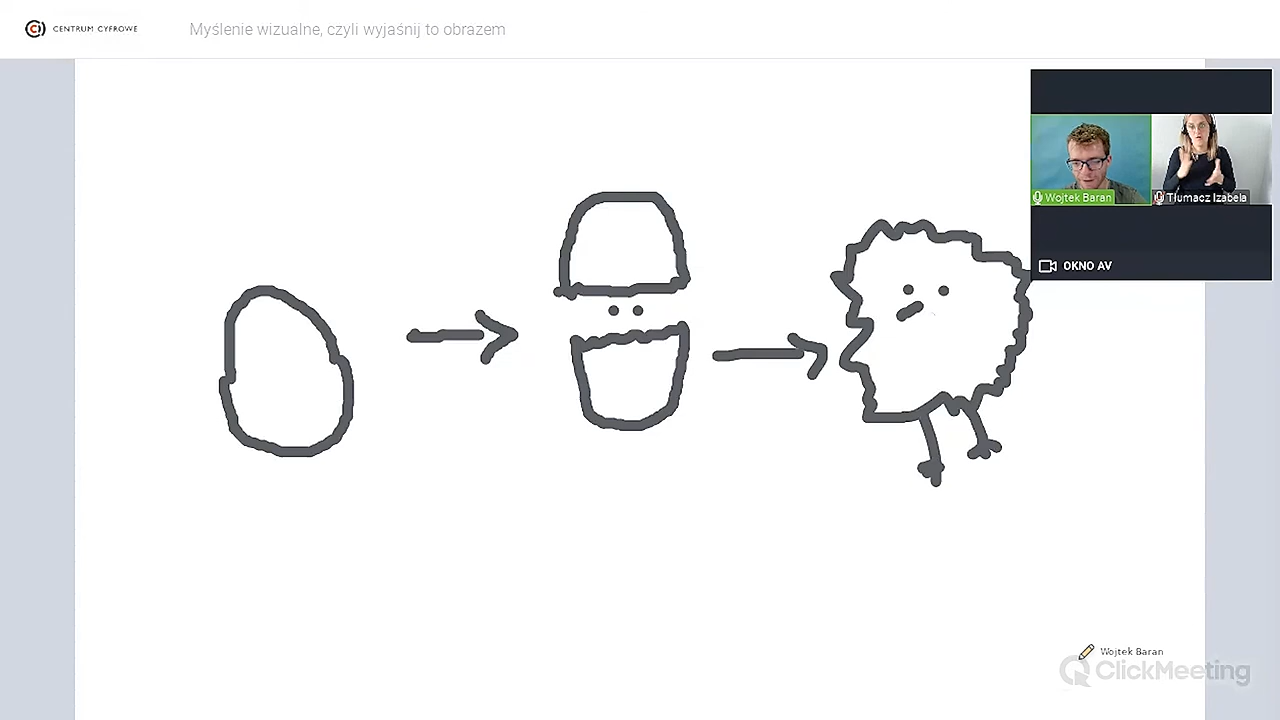 CENTRUM CYFROWE
Myślenie wizualne, czyli wyjaśnij to obrazem
Wojtek Baran
Tłumacz Izabela
OKNO AV
Wojtek Baran
ClickMeeting